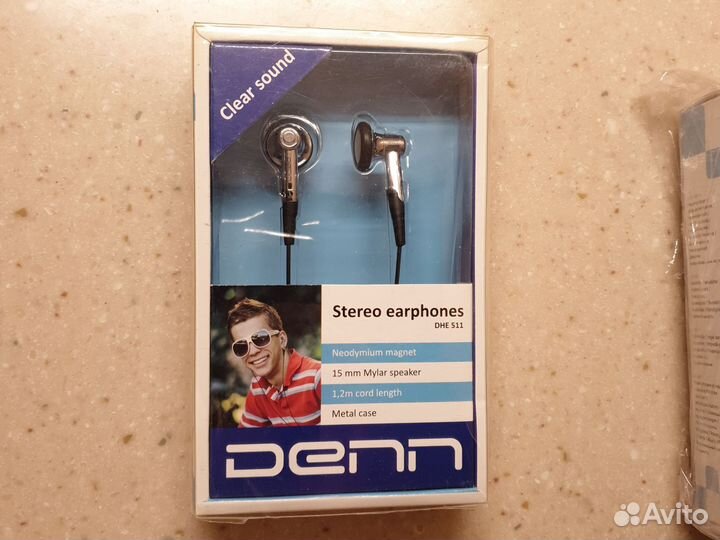 Clear sound
Stereo earphones
DHE 511
Neodymium magnet
15 mm Mylar speaker
1,2m cord length
Metal case
DENN
Avito